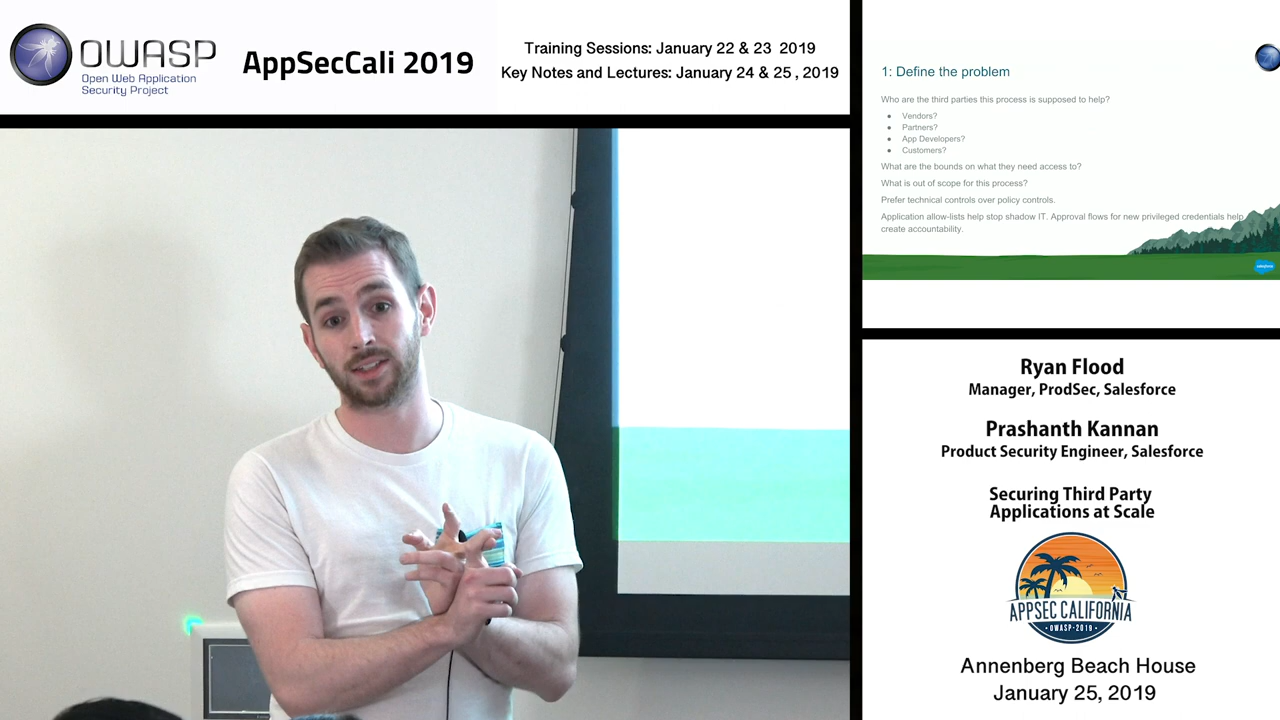 OWASP
Open Web Application
Security Project
AppSecCali 2019
Training Sessions: January 22 & 23 2019
Key Notes and Lectures: January 24 & 25 , 2019
1: Define the problem
Who are the third parties this process is supposed to help?
● Vendors?
● Partners?
● App Developers?
● Customers?
What are the bounds on what they need access to?
What is out of scope for this process?
Prefer technical controls over policy controls.
Application allow-lists help stop shadow IT. Approval flows for new privileged credentials help
create accountability.
salesforce
Ryan Flood
Manager, ProdSec, Salesforce
Prashanth Kannan
Product Security Engineer, Salesforce
Securing Third Party
Applications at Scale
APPSEC CALIFORNIA
• OWASP-2019 •
Annenberg Beach House
January 25, 2019